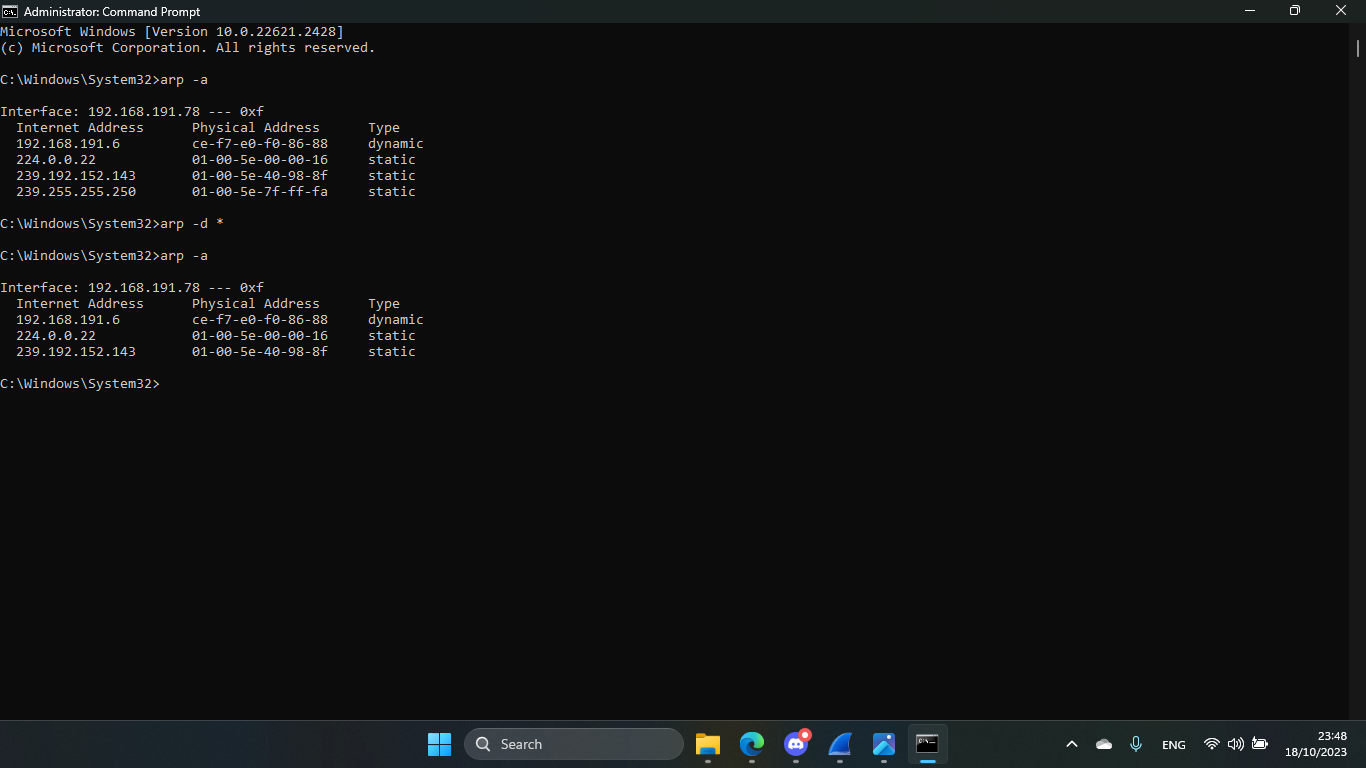 Administrator: Command Prompt
Microsoft Windows [Version 10.0.22621.2428]
(c) Microsoft Corporation. All rights reserved.
C:\Windows\System32>arp -a
Interface: 192.168.191.78 --- 0xf
  Internet Address      Physical Address      Type
  192.168.191.6         ce-f7-e0-f0-86-88     dynamic
  224.0.0.22            01-00-5e-00-00-16     static
  239.192.152.143       01-00-5e-40-98-8f     static
  239.255.255.250       01-00-5e-7f-ff-fa     static
C:\Windows\System32>arp -d *
C:\Windows\System32>arp -a
Interface: 192.168.191.78 --- 0xf
  Internet Address      Physical Address      Type
  192.168.191.6         ce-f7-e0-f0-86-88     dynamic
  224.0.0.22            01-00-5e-00-00-16     static
  239.192.152.143       01-00-5e-40-98-8f     static
C:\Windows\System32>
Search
ENG
23:48
18/10/2023